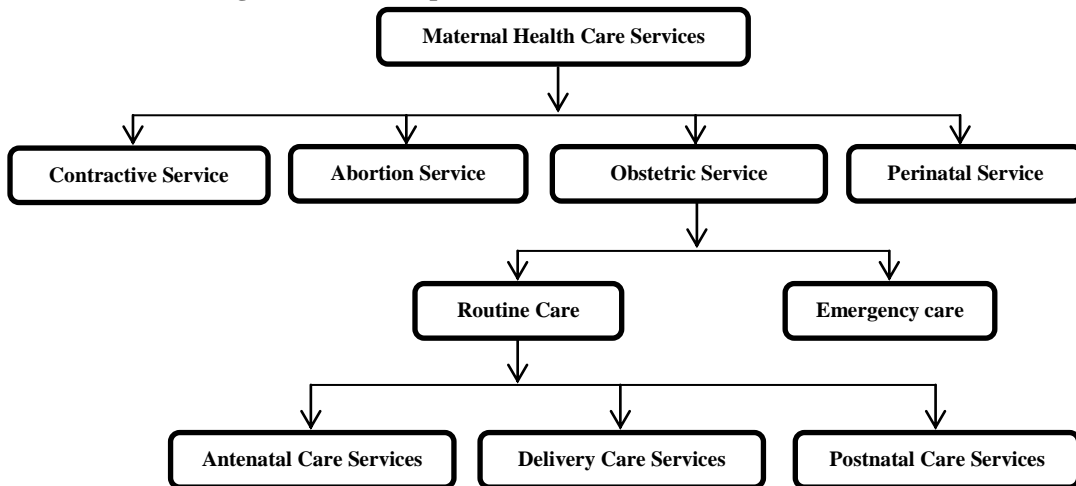 Maternal Health Care Services
Contractive Service
Abortion Service
Obstetric Service
Perinatal Service
Routine Care
Emergency care
Antenatal Care Services
Delivery Care Services
Postnatal Care Services